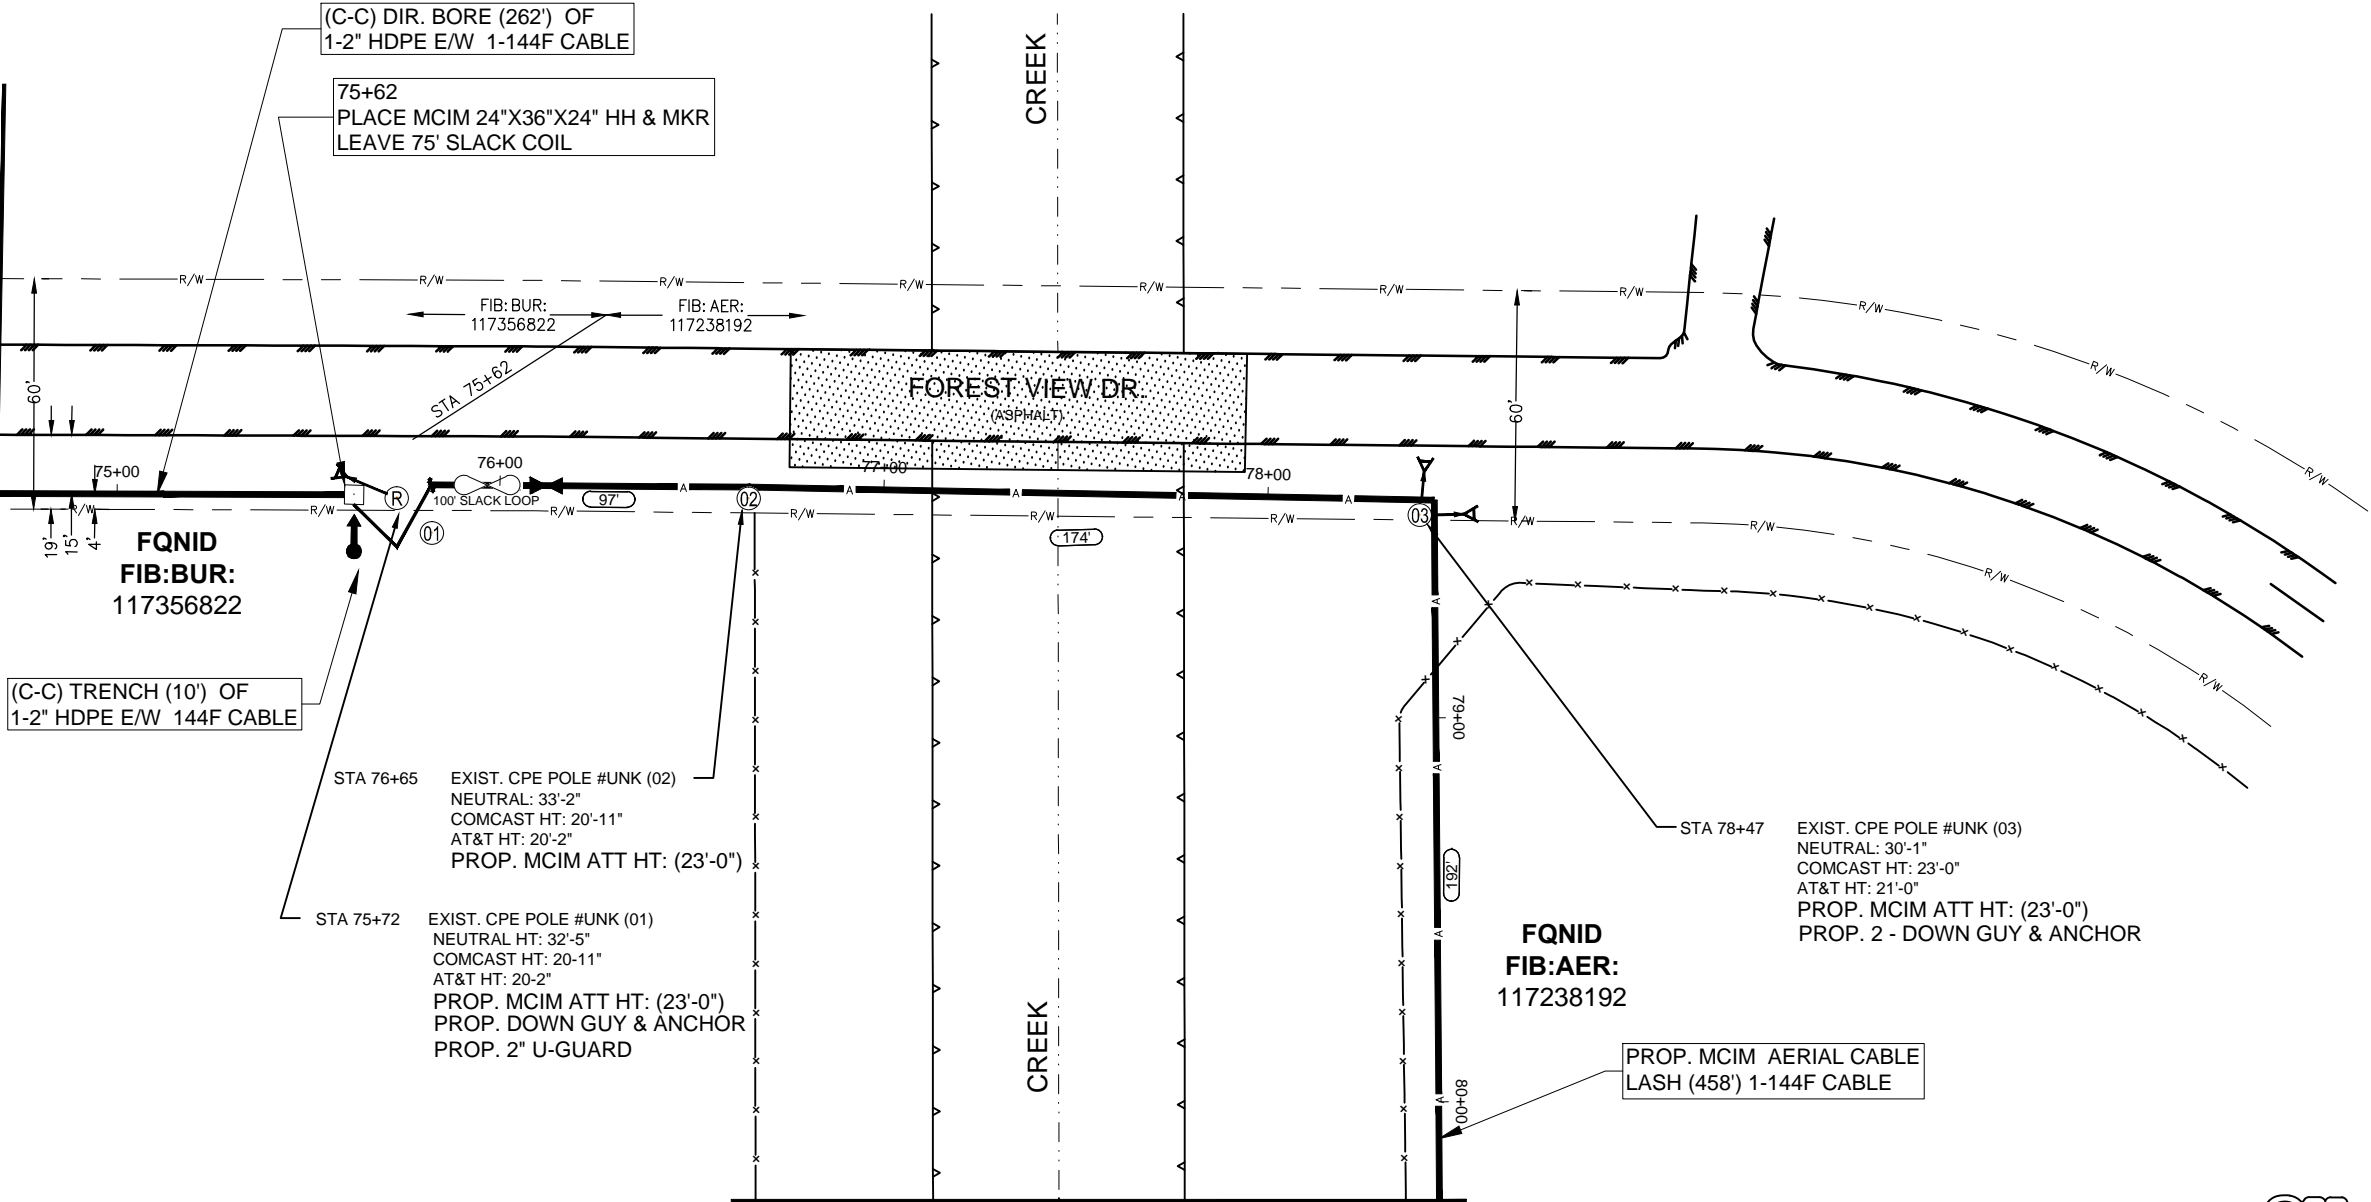 (C-C) DIR. BORE (262') OF
1-2" HDPE E/W 1-144F CABLE
75+62
PLACE MCIM 24"X36"X24" HH & MKR
LEAVE 75' SLACK COIL
CREEK
R/W
R/W
R/W
R/W
R/W
R/W
R/W
R/W
R/W
R/W
FIB: BUR:
117356822
FIB: AER:
117238192
STA 75+62
60'
60'
FOREST VIEW DR.
(ASPHALT)
75+00
76+00
77+00
78+00
R
100' SLACK LOOP
97'
A
A
A
A
A
01
02
03
174'
R/W
R/W
R/W
R/W
R/W
R/W
R/W
R/W
R/W
R/W
19'
15'
4'
FQNID
FIB:BUR:
117356822
(C-C) TRENCH (10') OF
1-2" HDPE E/W 144F CABLE
STA 76+65 EXIST. CPE POLE #UNK (02)
NEUTRAL: 33'-2"
COMCAST HT: 20'-11"
AT&T HT: 20'-2"
PROP. MCIM ATT HT: (23'-0")
STA 75+72 EXIST. CPE POLE #UNK (01)
NEUTRAL HT: 32'-5"
COMCAST HT: 20-11"
AT&T HT: 20-2"
PROP. MCIM ATT HT: (23'-0")
PROP. DOWN GUY & ANCHOR
PROP. 2" U-GUARD
CREEK
A
A
A
A
79+00
192'
80+00
STA 78+47 EXIST. CPE POLE #UNK (03)
NEUTRAL: 30'-1"
COMCAST HT: 23'-0"
AT&T HT: 21'-0"
PROP. MCIM ATT HT: (23'-0")
PROP. 2 - DOWN GUY & ANCHOR
FQNID
FIB:AER:
117238192
PROP. MCIM AERIAL CABLE
LASH (458') 1-144F CABLE